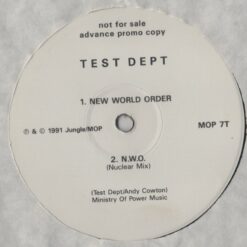 not for sale
advance promo copy
TEST DEPT
1. NEW WORLD ORDER
℗ & © 1991 Jungle/MOP
MOP 7T
2. N.W.O.
(Nuclear Mix)
(Test Dept/Andy Cowton)
Ministry Of Power Music